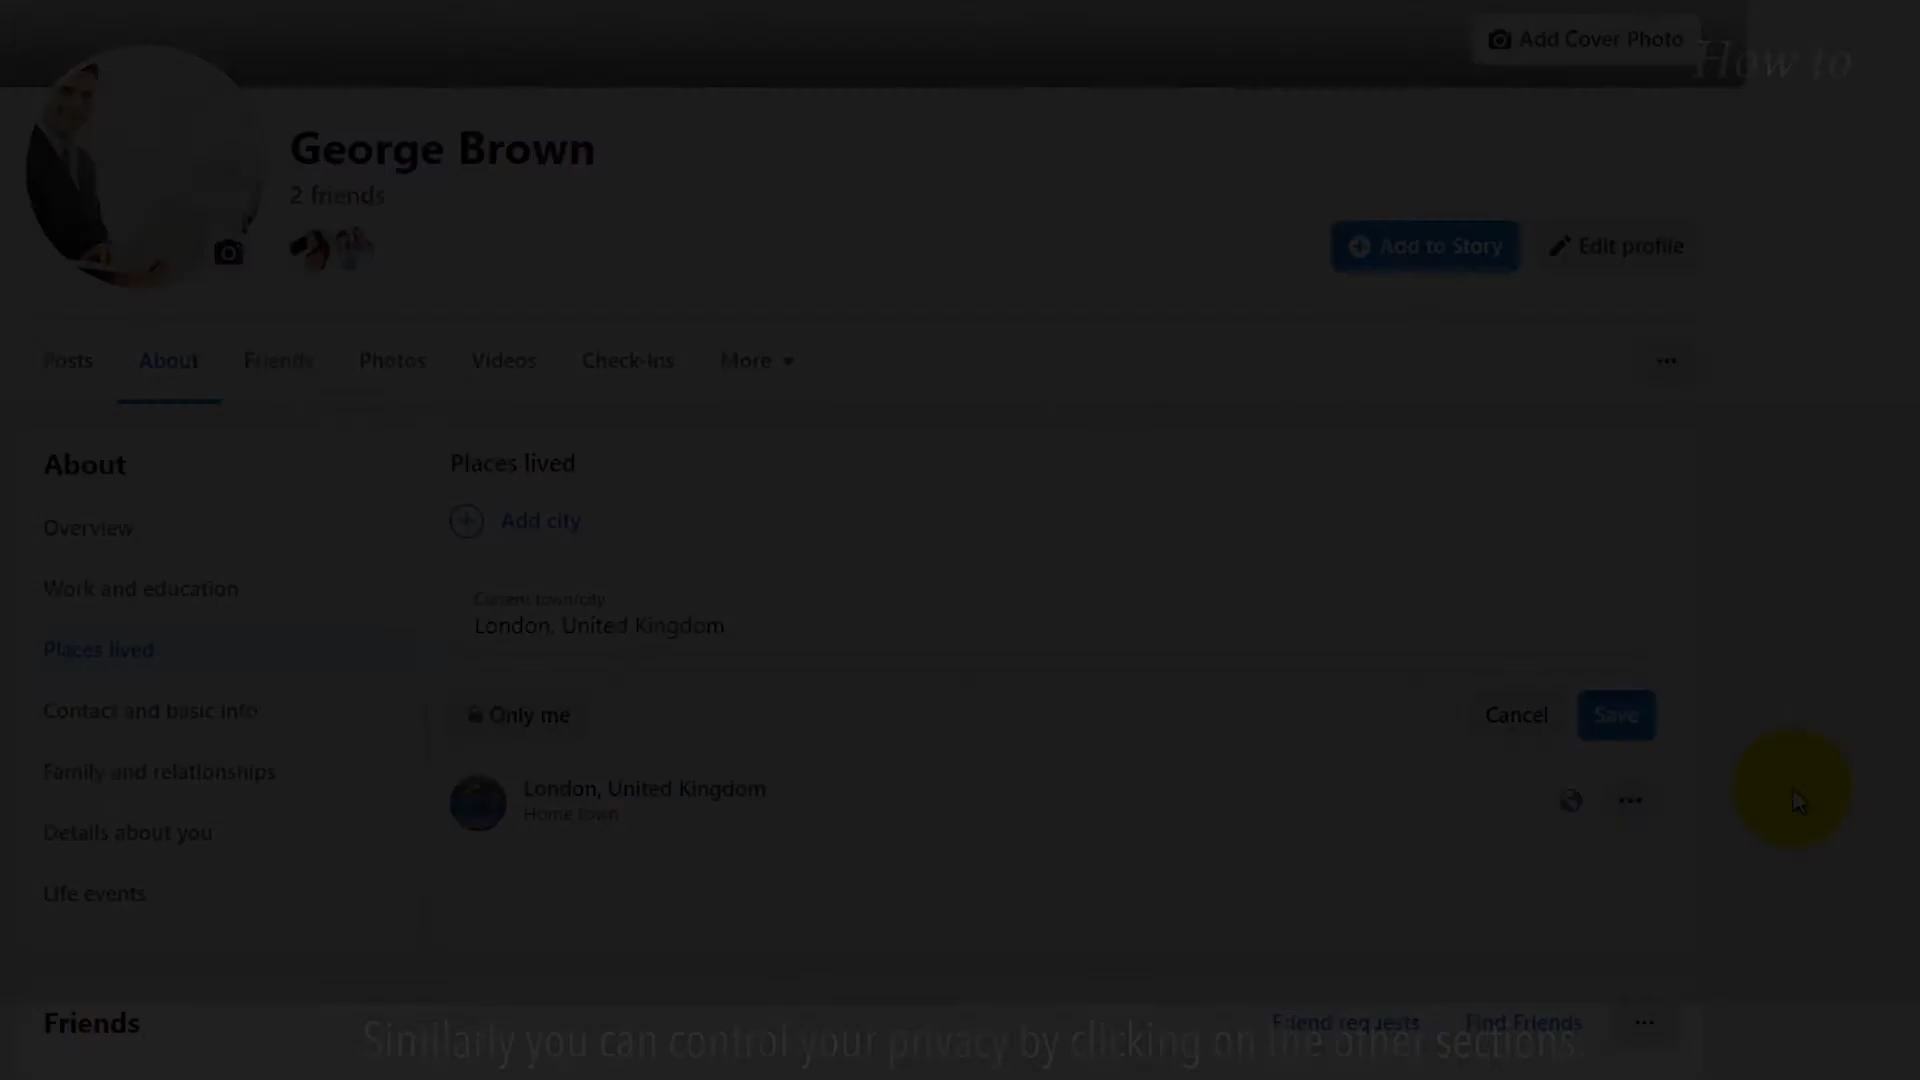 Add Cover Photo
How to
George Brown
2 friends
Add to Story
Edit profile
Posts
About
Friends
Photos
Videos
Check-ins
More
About
Overview
Work and education
Places lived
Contact and basic info
Family and relationships
Details about you
Life events
Places lived
Add city
Current town/city
London, United Kingdom
Only me
Cancel
Save
London, United Kingdom
Home town
Friends
Friend requests
Find Friends
Similarly you can control your privacy by clicking on the other sections.